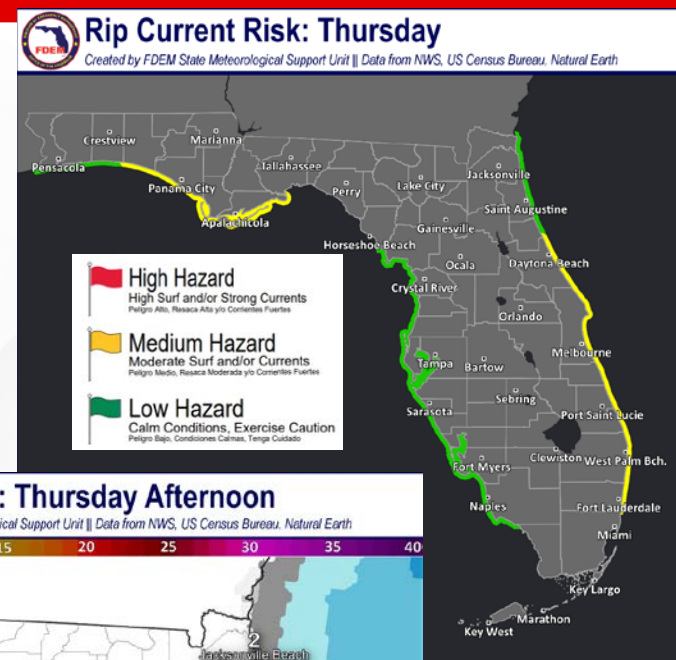 FDEM
Rip Current Risk: Thursday
Created by FDEM State Meteorological Support Unit || Data from NWS, US Census Bureau, Natural Earth
Crestview
Marianna
Pensacola
Tallahassee
Jacksonville
Panama City
Perry
Lake City
Apalachicola
Saint Augustine
Gainesville
Horseshoe Beach
Ocala
Daytona Beach
Crystal River
Orlando
Tampa
Bartow
Melbourne
Sarasota
Sebring
Port Saint Lucie
Fort Myers
Clewiston
West Palm Bch.
Naples
Fort Lauderdale
Miami
Key Largo
Marathon
Key West
High Hazard
High Surf and/or Strong Currents
Peligro Alto, Resaca Alta y/o Corrientes Fuertes
Medium Hazard
Moderate Surf and/or Currents
Peligro Medio, Resaca Moderada y/o Corrientes Fuertes
Low Hazard
Calm Conditions, Exercise Caution
Peligro Bajo, Condiciones Calmas, Tenga Cuidado
: Thursday Afternoon
ical Support Unit || Data from NWS, US Census Bureau, Natural Earth
15 20 25 30 35 40
2
Jacksonville Beach